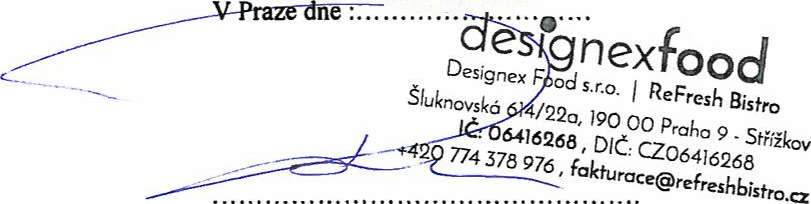 V Praze dne :..............................
designexfood
Designex Food s.r.o. | ReFresh Bistro
Šluknovská 614/22a, 190 00 Praha 9 - Střížkov
IČ: 06416268, DIČ: CZ06416268
+420 774 378 976, fakturace@refreshbistro.cz